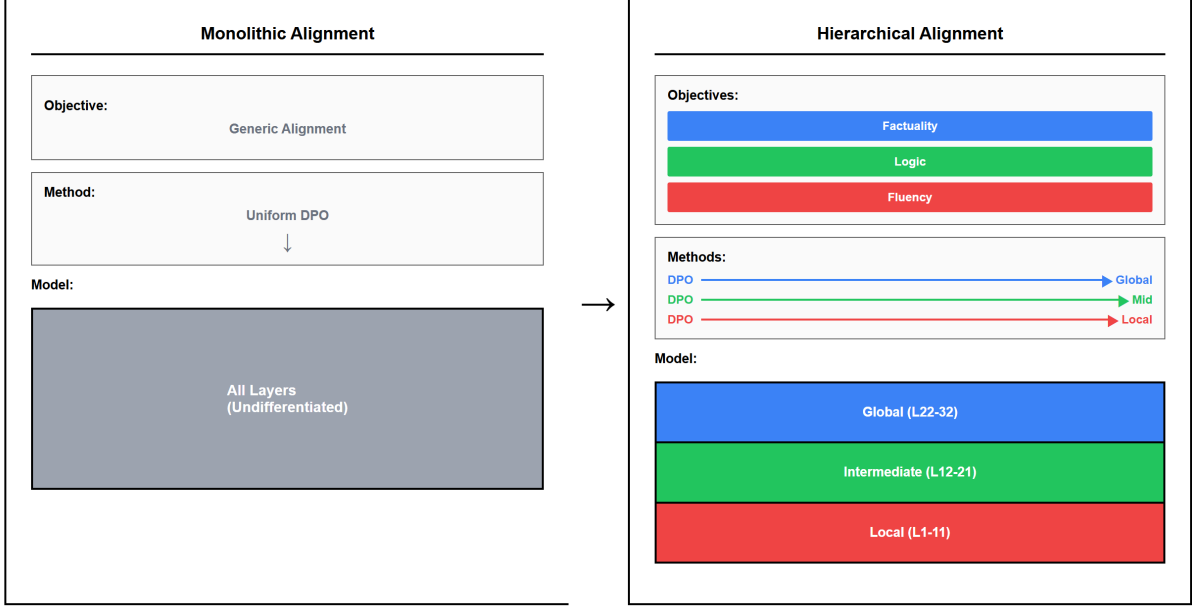 Monolithic Alignment
Objective:
Generic Alignment
Method:
Uniform DPO
↓
Model:
All Layers
(Undifferentiated)
→
Hierarchical Alignment
Objectives:
Factuality
Logic
Fluency
Methods:
DPO Global
DPO Mid
DPO Local
Model:
Global (L22-32)
Intermediate (L12-21)
Local (L1-11)